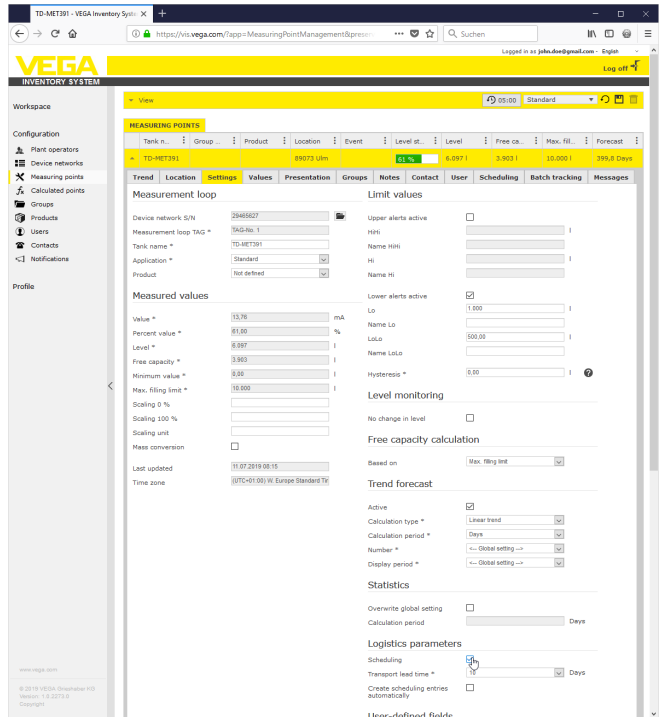 TD-MET391 - VEGA Inventory Syste
https://vis.vega.com/?app=MeasuringPointManagement&presen
Suchen
Logged in as john.doe@gmail.com - English
Log off
VEGA
INVENTORY SYSTEM
Workspace
Configuration
Plant operators
Device networks
Measuring points
Calculated points
Groups
Products
Users
Contacts
Notifications
Profile
www.vega.com
© 2019 VEGA Grieshaber KG
Version: 1.0.2273.0
Copyright
View
05:00
Standard
MEASURING POINTS
Tank n... Group ... Product Location Event Level st... Level Free ca... Max. fill... Forecast
TD-MET391 89073 Ulm 61 % 6.097 l 3.903 l 10.000 l 399,8 Days
Trend Location Settings Values Presentation Groups Notes Contact User Scheduling Batch tracking Messages
Measurement loop
Device network S/N 29465627
Measurement loop TAG * TAG-No. 1
Tank name * TD-MET391
Application * Standard
Product Not defined
Measured values
Value * 13,76 mA
Percent value * 61,00 %
Level * 6.097 l
Free capacity * 3.903 l
Minimum value * 0,00 l
Max. filling limit * 10.000 l
Scaling 0 %
Scaling 100 %
Scaling unit
Mass conversion
Last updated 11.07.2019 08:15
Time zone (UTC+01:00) W. Europe Standard Tir
Limit values
Upper alerts active
HiHi l
Name HiHi
Hi l
Name Hi
Lower alerts active
Lo 1.000 l
Name Lo
LoLo 500,00 l
Name LoLo
Hysteresis * 0,00 l ?
Level monitoring
No change in level
Free capacity calculation
Based on Max. filling limit
Trend forecast
Active
Calculation type * Linear trend
Calculation period * Days
Number * <-- Global setting -->
Display period * <-- Global setting -->
Statistics
Overwrite global setting
Calculation period Days
Logistics parameters
Scheduling
Transport lead time * 10 Days
Create scheduling entries
automatically
User-defined fields